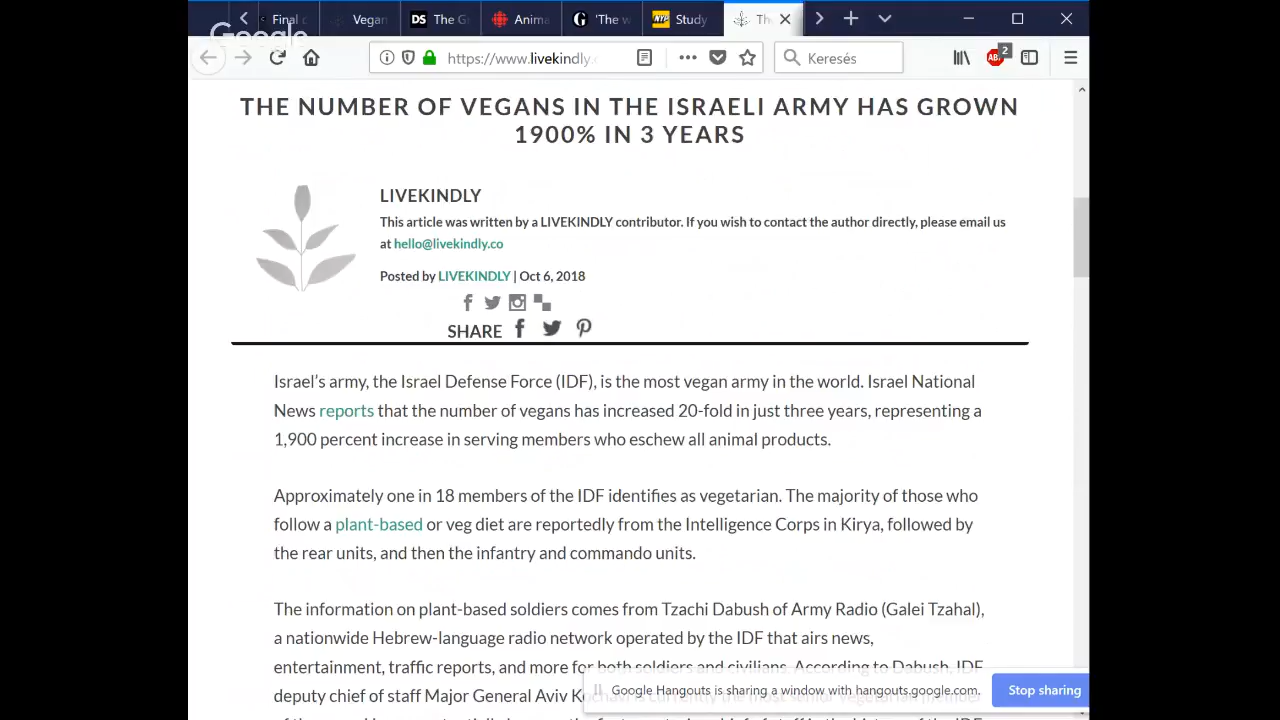 Final
Vegan
DS The Gr
Anima
G 'The w
NYP Study
Th
Google
https://www.livekindly.c
Keresés
ABP 2
THE NUMBER OF VEGANS IN THE ISRAELI ARMY HAS GROWN
1900% IN 3 YEARS
LIVEKINDLY
This article was written by a LIVEKINDLY contributor. If you wish to contact the author directly, please email us
at hello@livekindly.co
Posted by LIVEKINDLY | Oct 6, 2018
SHARE
Israel's army, the Israel Defense Force (IDF), is the most vegan army in the world. Israel National
News reports that the number of vegans has increased 20-fold in just three years, representing a
1,900 percent increase in serving members who eschew all animal products.
Approximately one in 18 members of the IDF identifies as vegetarian. The majority of those who
follow a plant-based or veg diet are reportedly from the Intelligence Corps in Kirya, followed by
the rear units, and then the infantry and commando units.
The information on plant-based soldiers comes from Tzachi Dabush of Army Radio (Galei Tzahal),
a nationwide Hebrew-language radio network operated by the IDF that airs news,
entertainment, traffic reports, and more for both soldiers and civilians. According to Dabush, IDF
deputy chief of staff Major General Aviv
Google Hangouts is sharing a window with hangouts.google.com.
Stop sharing